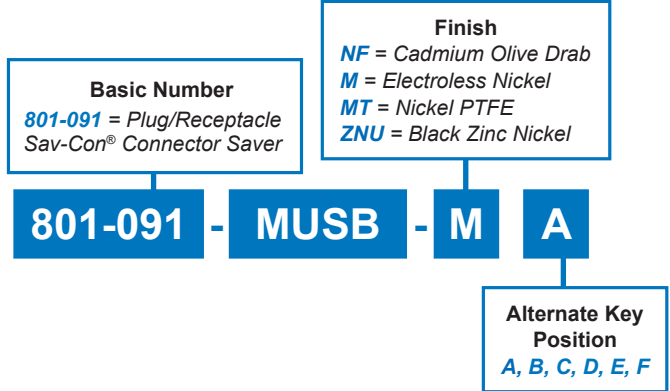 Basic Number
801-091 = Plug/Receptacle
Sav-Con® Connector Saver
Finish
NF = Cadmium Olive Drab
M = Electroless Nickel
MT = Nickel PTFE
ZNU = Black Zinc Nickel
801-091 - MUSB - M A
Alternate Key
Position
A, B, C, D, E, F